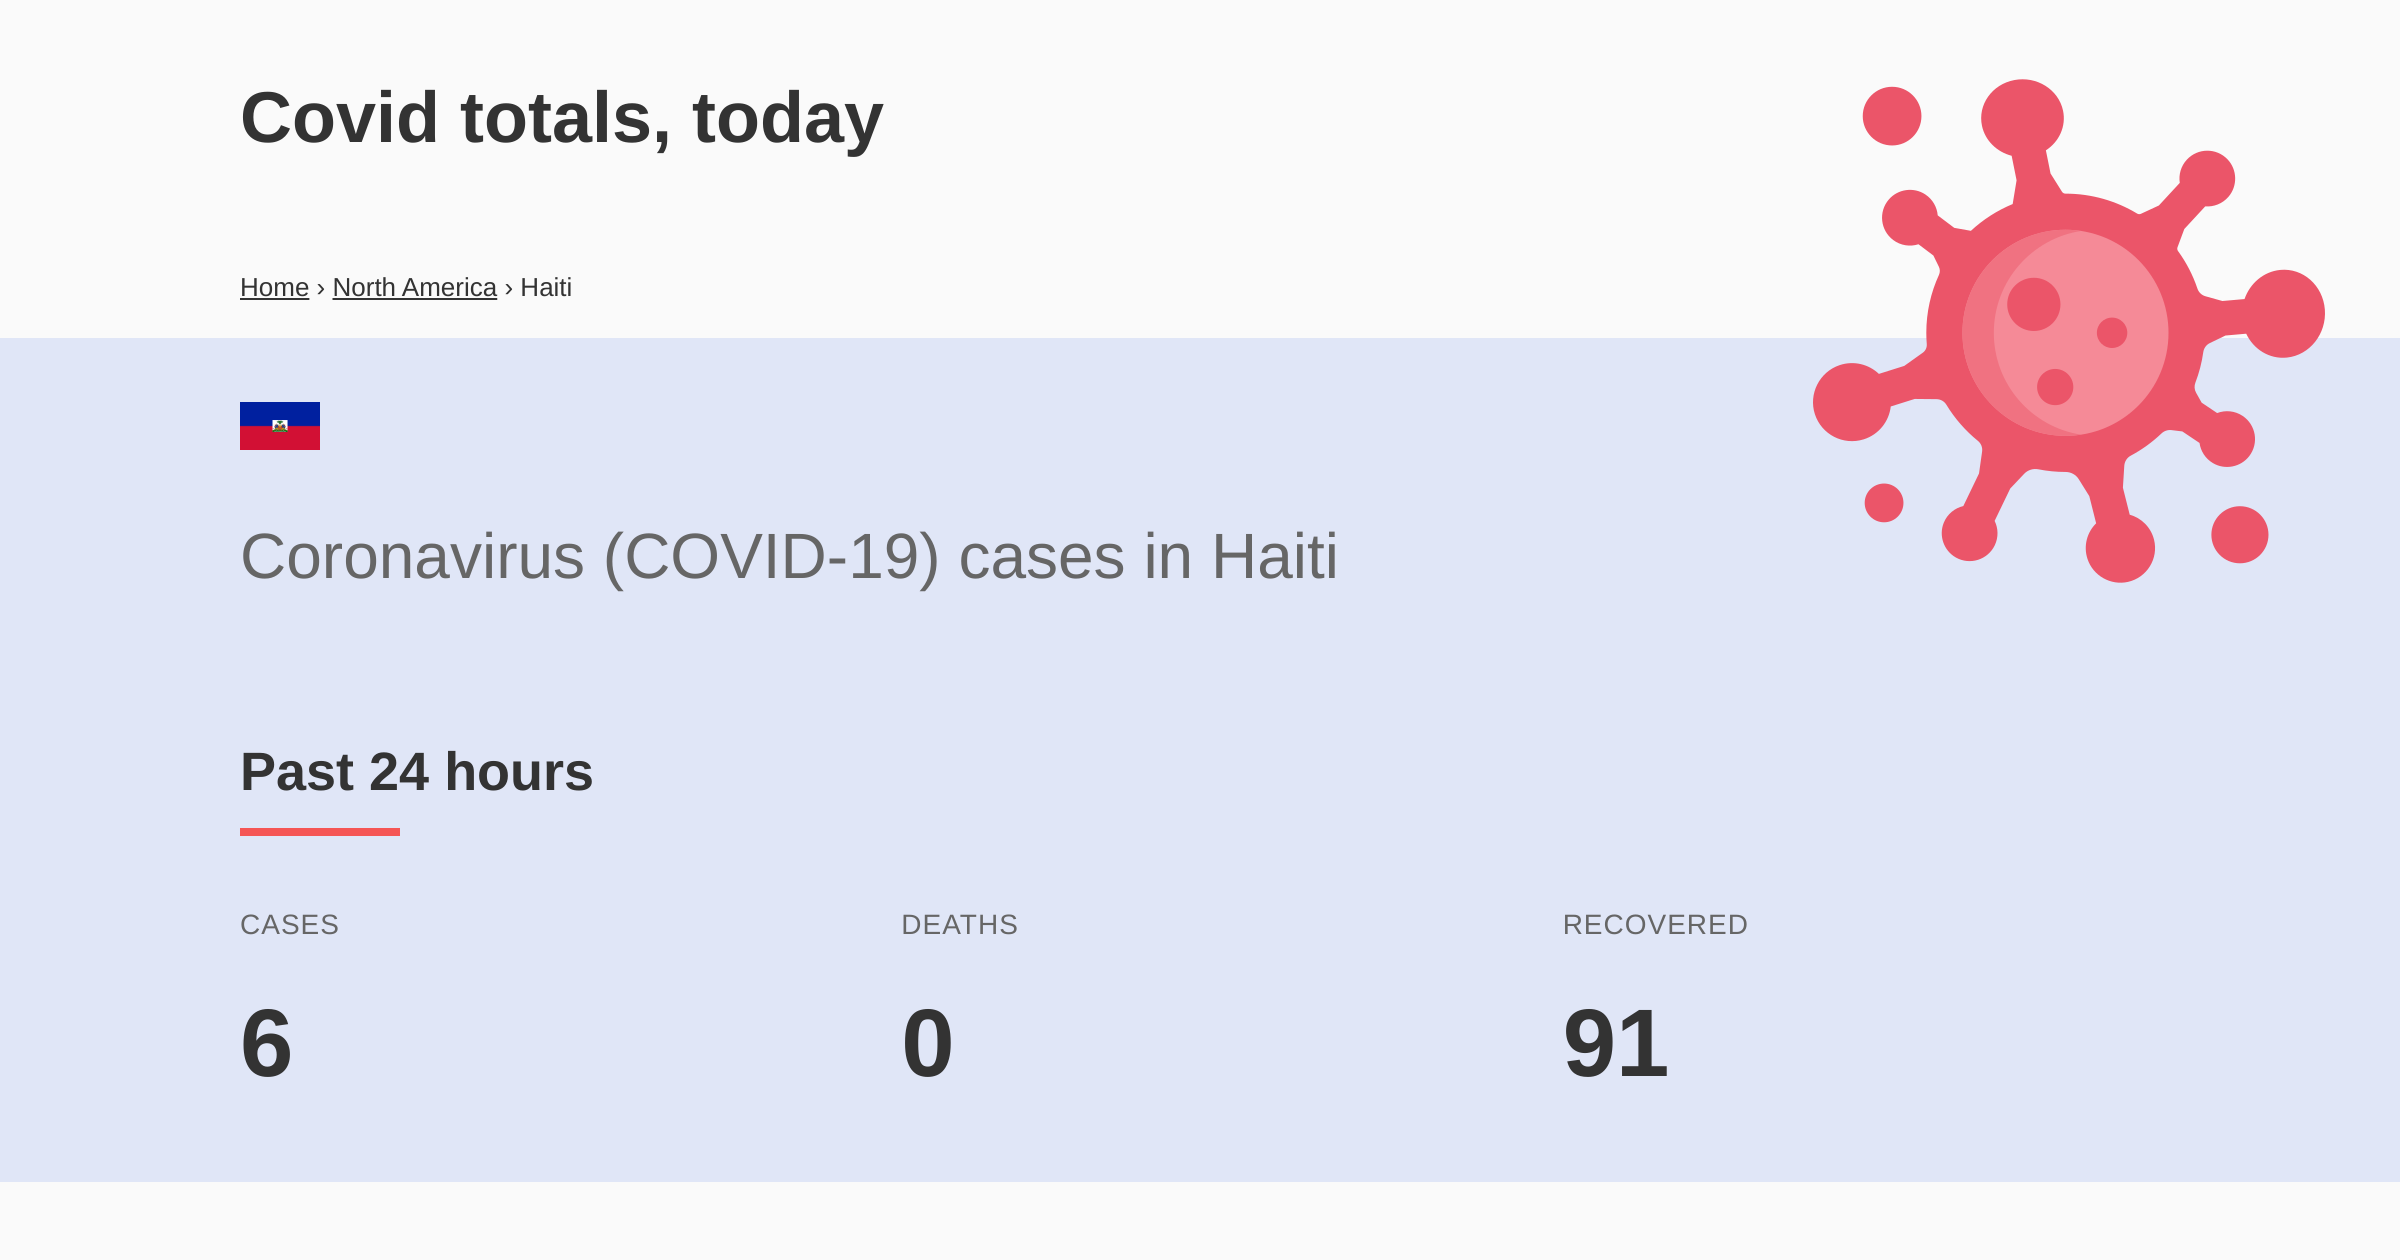 Covid totals, today
Home › North America › Haiti
Coronavirus (COVID-19) cases in Haiti
Past 24 hours
CASES
DEATHS
RECOVERED
6
0
91